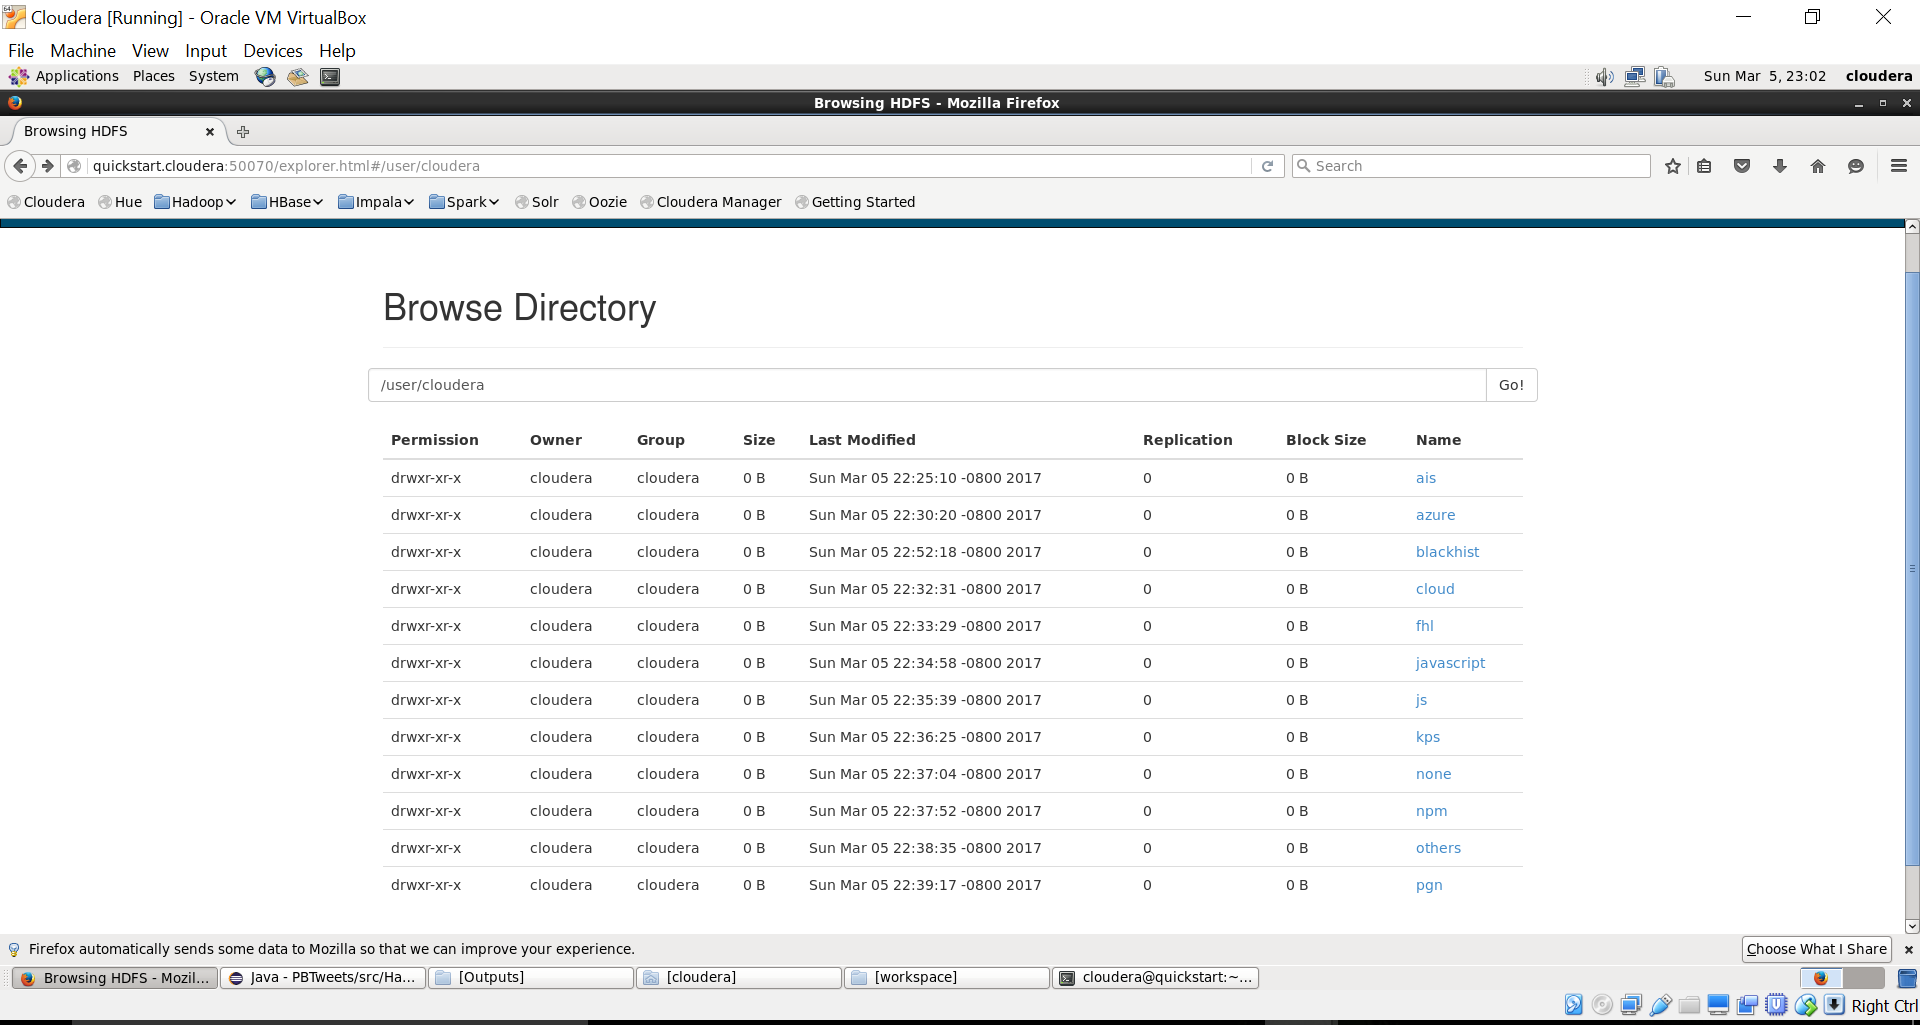 Cloudera [Running] - Oracle VM VirtualBox
File Machine View Input Devices Help
Applications Places System Sun Mar 5, 23:02 cloudera
Browsing HDFS - Mozilla Firefox
Browsing HDFS
quickstart.cloudera:50070/explorer.html#/user/cloudera Search
Cloudera Hue Hadoop HBase Impala Spark Solr Oozie Cloudera Manager Getting Started
Browse Directory
/user/cloudera Go!
Permission Owner Group Size Last Modified Replication Block Size Name
drwxr-xr-x cloudera cloudera 0 B Sun Mar 05 22:25:10 -0800 2017 0 0 B ais
drwxr-xr-x cloudera cloudera 0 B Sun Mar 05 22:30:20 -0800 2017 0 0 B azure
drwxr-xr-x cloudera cloudera 0 B Sun Mar 05 22:52:18 -0800 2017 0 0 B blackhist
drwxr-xr-x cloudera cloudera 0 B Sun Mar 05 22:32:31 -0800 2017 0 0 B cloud
drwxr-xr-x cloudera cloudera 0 B Sun Mar 05 22:33:29 -0800 2017 0 0 B fhl
drwxr-xr-x cloudera cloudera 0 B Sun Mar 05 22:34:58 -0800 2017 0 0 B javascript
drwxr-xr-x cloudera cloudera 0 B Sun Mar 05 22:35:39 -0800 2017 0 0 B js
drwxr-xr-x cloudera cloudera 0 B Sun Mar 05 22:36:25 -0800 2017 0 0 B kps
drwxr-xr-x cloudera cloudera 0 B Sun Mar 05 22:37:04 -0800 2017 0 0 B none
drwxr-xr-x cloudera cloudera 0 B Sun Mar 05 22:37:52 -0800 2017 0 0 B npm
drwxr-xr-x cloudera cloudera 0 B Sun Mar 05 22:38:35 -0800 2017 0 0 B others
drwxr-xr-x cloudera cloudera 0 B Sun Mar 05 22:39:17 -0800 2017 0 0 B pgn
Firefox automatically sends some data to Mozilla so that we can improve your experience. Choose What I Share
Browsing HDFS - Mozil... Java - PBTweets/src/Ha... [Outputs] [cloudera] [workspace] cloudera@quickstart:~...
Right Ctrl